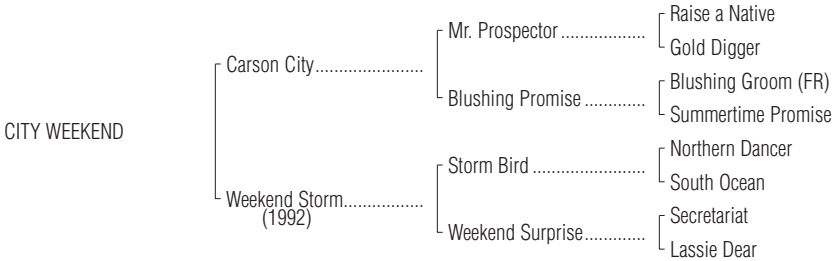 Raise a Native
Mr. Prospector ..................
Gold Digger
Carson City.......................
Blushing Groom (FR)
Blushing Promise .............
Summertime Promise
CITY WEEKEND
Northern Dancer
Storm Bird ........................
South Ocean
Weekend Storm.................
(1992)
Secretariat
Weekend Surprise.............
Lassie Dear